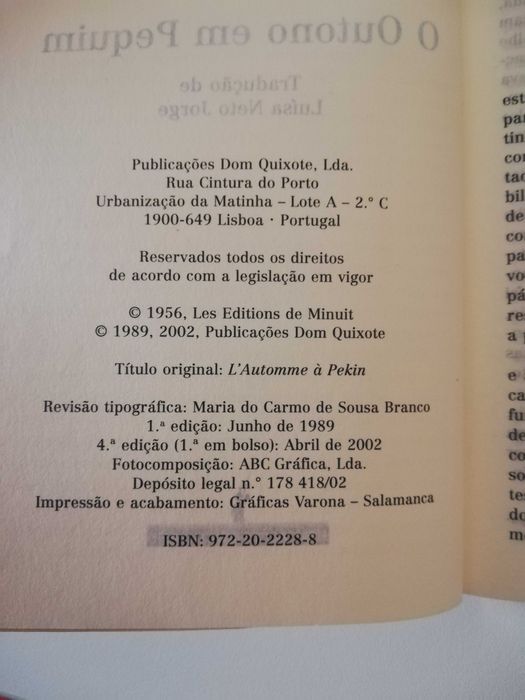 O Outono em Pequim
Tradução de
Luísa Neto Jorge
Publicações Dom Quixote, Lda.
Rua Cintura do Porto
Urbanização da Matinha – Lote A – 2.º C
1900-649 Lisboa · Portugal
Reservados todos os direitos
de acordo com a legislação em vigor
© 1956, Les Editions de Minuit
© 1989, 2002, Publicações Dom Quixote
Título original: L'Automme à Pekin
Revisão tipográfica: Maria do Carmo de Sousa Branco
1.ª edição: Junho de 1989
4.ª edição (1.ª em bolso): Abril de 2002
Fotocomposição: ABC Gráfica, Lda.
Depósito legal n.º 178 418/02
Impressão e acabamento: Gráficas Varona – Salamanca
ISBN: 972-20-2228-8